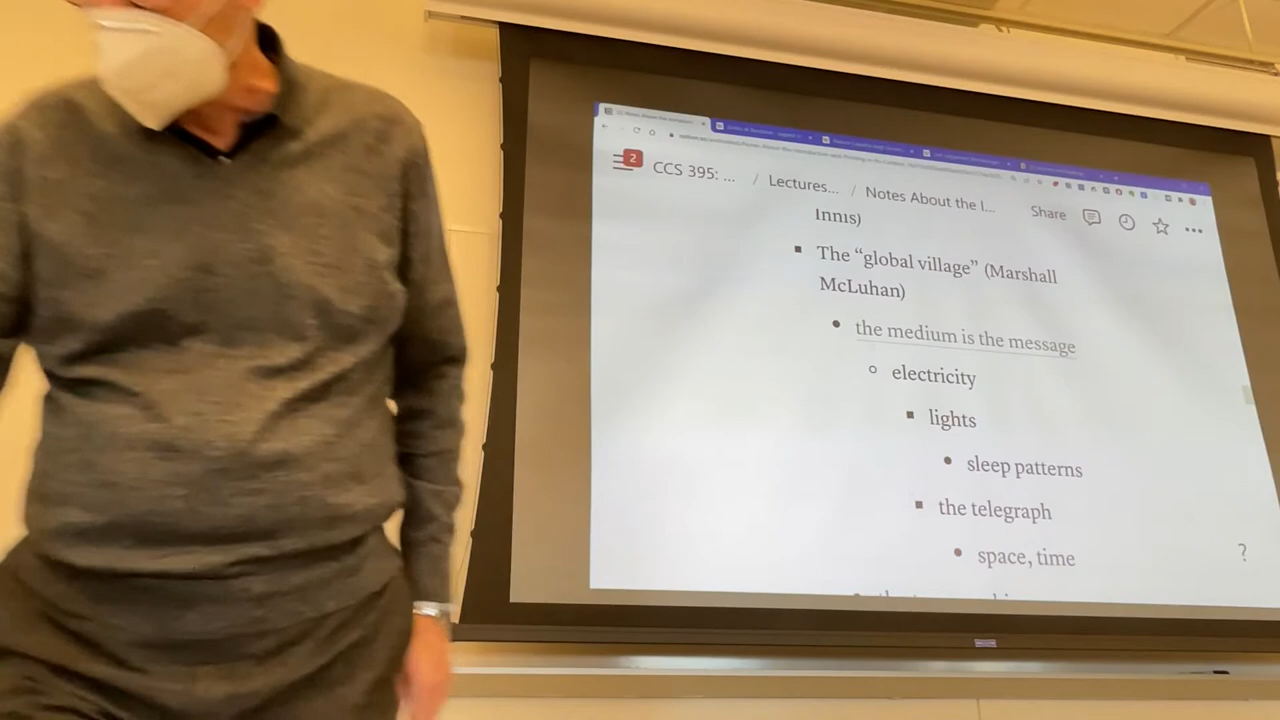 2
CCS 395: ... / Lectures... / Notes About the I... Share
Innis)
■ The “global village” (Marshall
McLuhan)
● the medium is the message
○ electricity
■ lights
● sleep patterns
■ the telegraph
● space, time
?